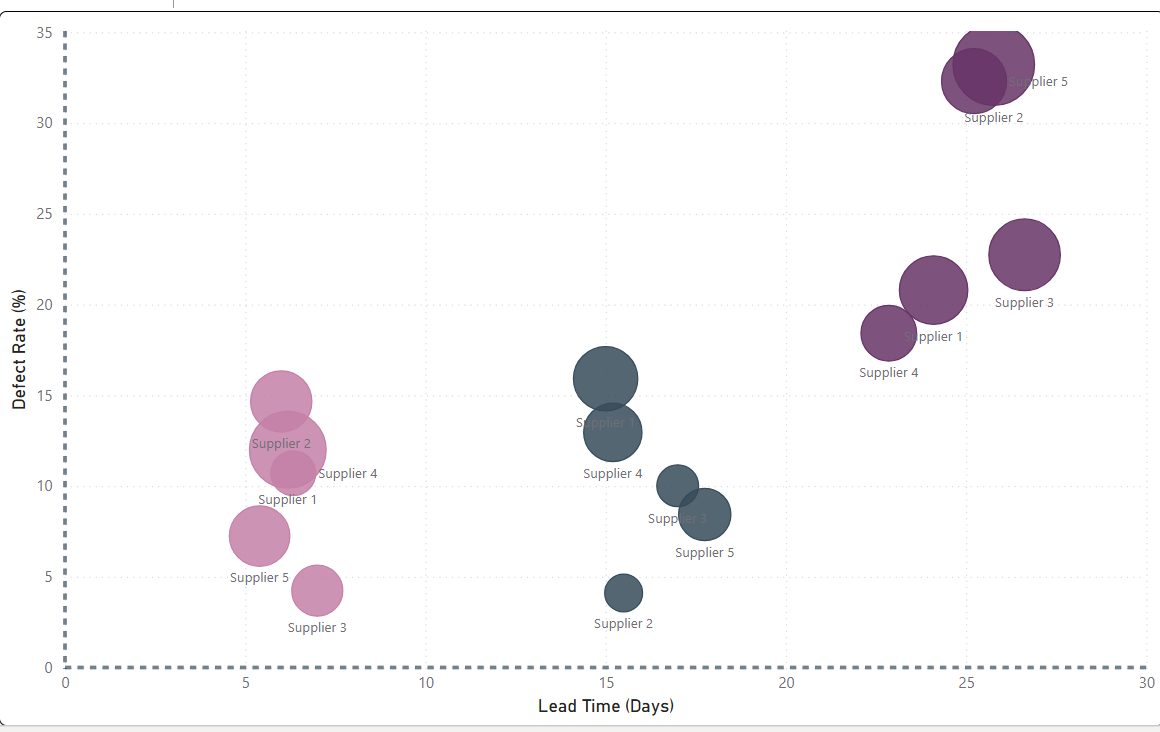 35
Supplier 5
30
Supplier 2
25
20
Supplier 3
Supplier 1
Supplier 4
15
Supplier 1
Supplier 2
Supplier 4
Supplier 4
10
Supplier 1
Supplier 3
Supplier 5
5
Supplier 5
Supplier 2
Supplier 3
0
0 5 10 15 20 25 30
Defect Rate (%)
Lead Time (Days)